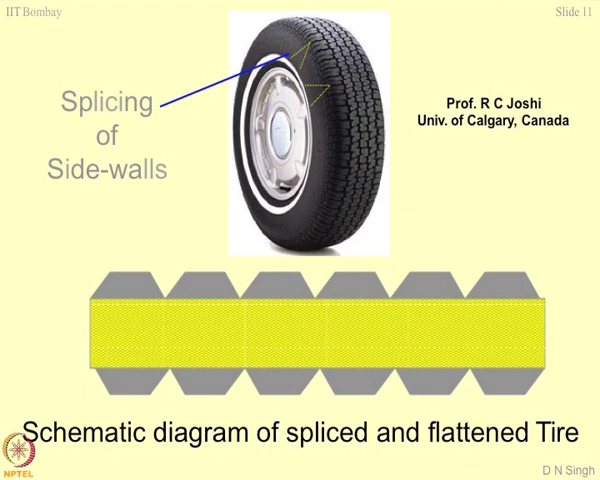 IIT Bombay
Slide 11
Splicing
of
Side-walls
Prof. R C Joshi
Univ. of Calgary, Canada
Schematic diagram of spliced and flattened Tire
NPTEL
D N Singh